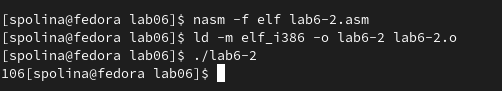 [spolina@fedora lab06]$ nasm -f elf lab6-2.asm
[spolina@fedora lab06]$ ld -m elf_i386 -o lab6-2 lab6-2.o
[spolina@fedora lab06]$ ./lab6-2
106[spolina@fedora lab06]$